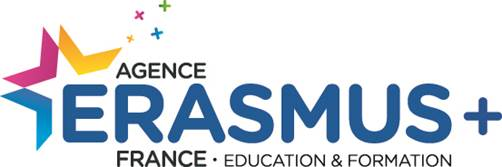 AGENCE
ERASMUS+
FRANCE · EDUCATION & FORMATION